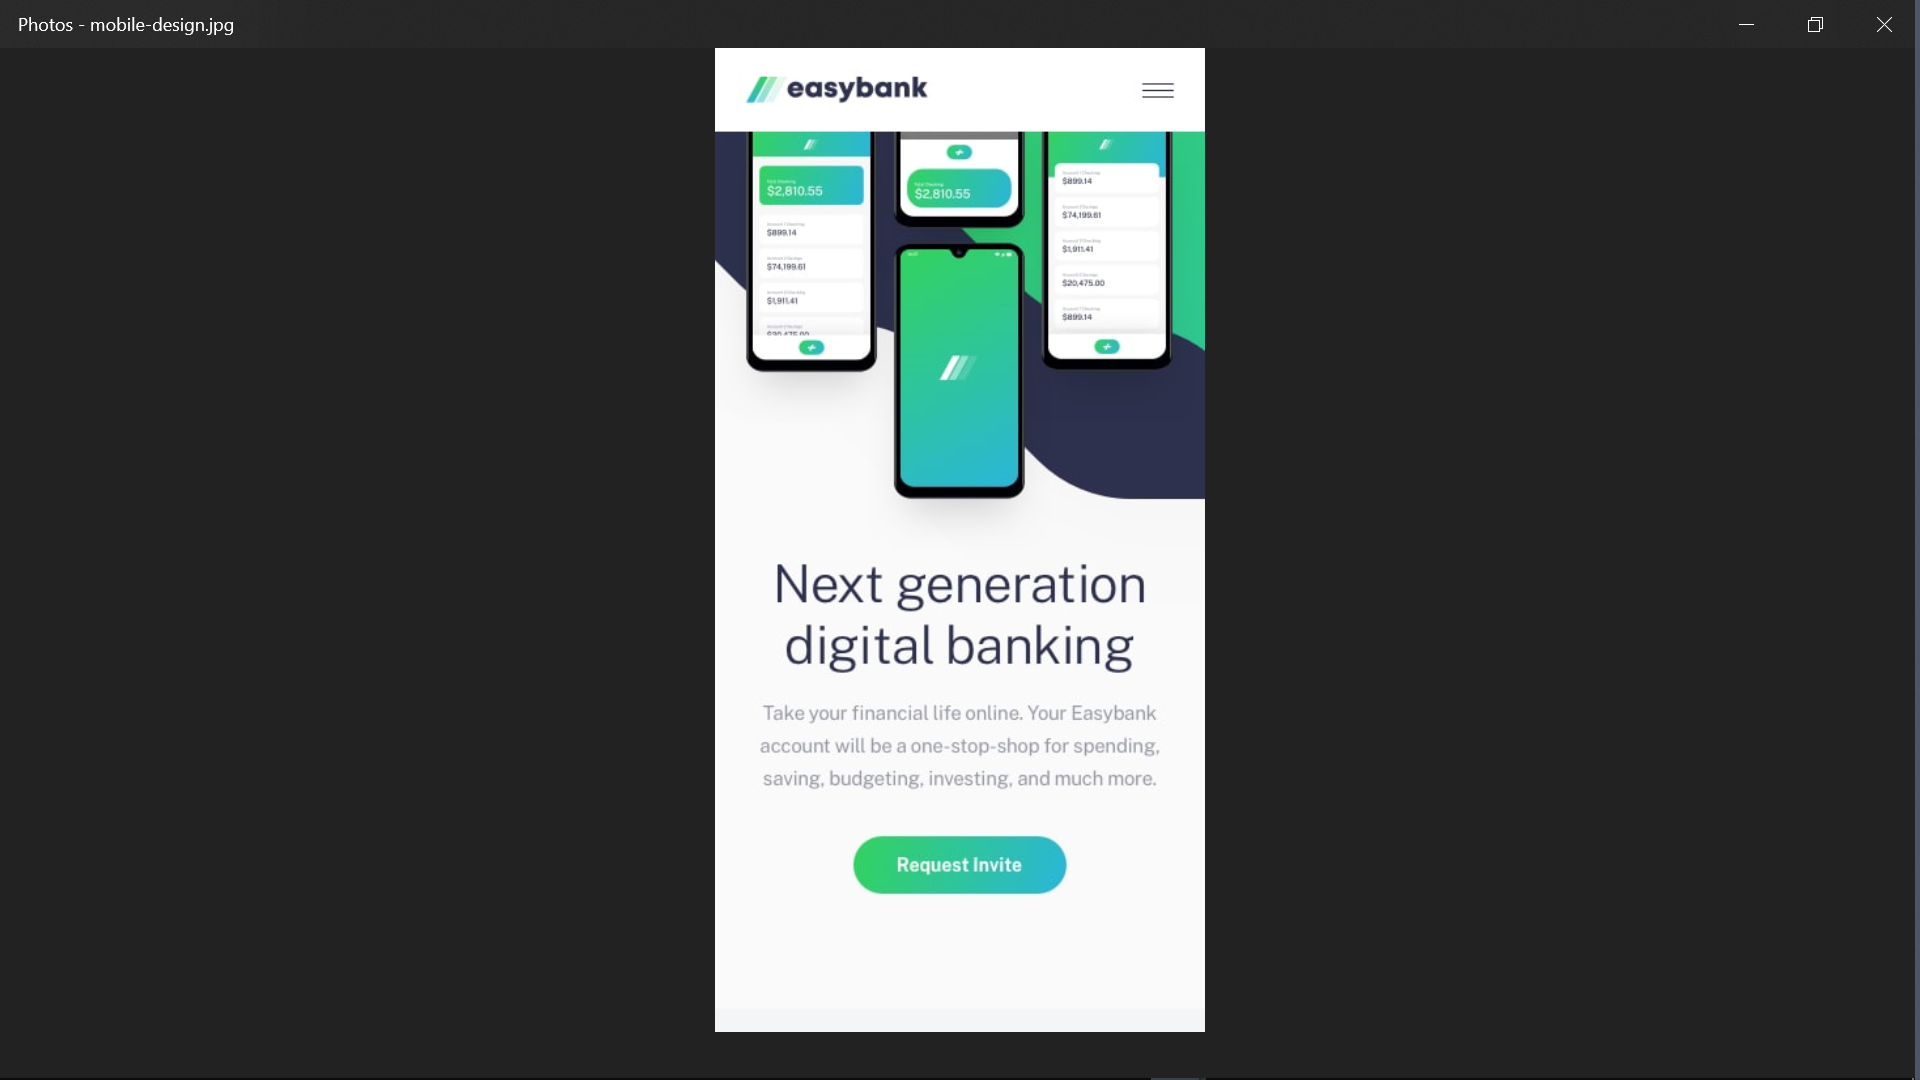 Photos - mobile-design.jpg
easybank
$2,810.55
$899.14
$74,199.61
$1,911.41
$2,810.55
$899.14
$74,199.61
$1,911.41
$20,475.00
$899.14
Next generation
digital banking
Take your financial life online. Your Easybank
account will be a one-stop-shop for spending,
saving, budgeting, investing, and much more.
Request Invite